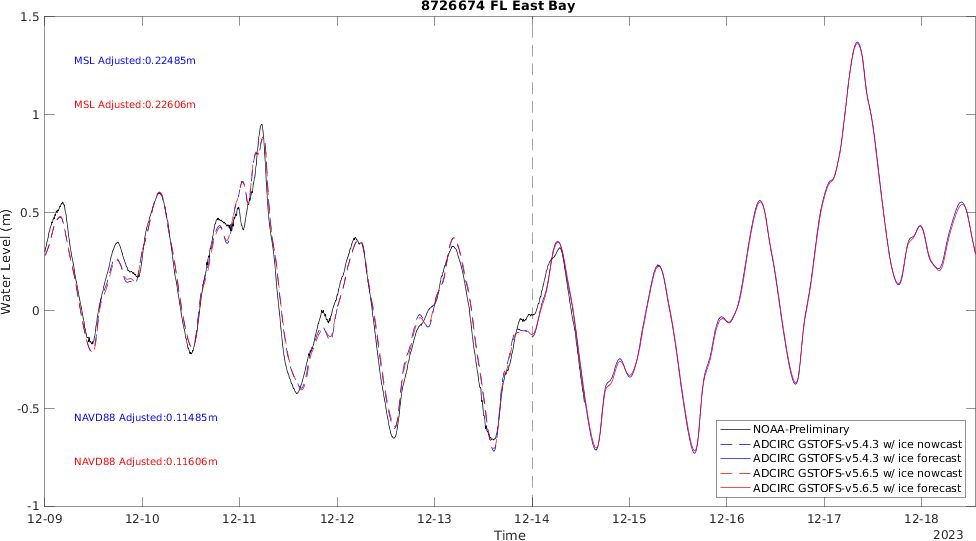 8726674 FL East Bay
1.5
1
0.5
0
-0.5
-1
Water Level (m)
MSL Adjusted:0.22485m
MSL Adjusted:0.22606m
NAVD88 Adjusted:0.11485m
NAVD88 Adjusted:0.11606m
NOAA-Preliminary
ADCIRC GSTOFS-v5.4.3 w/ ice nowcast
ADCIRC GSTOFS-v5.4.3 w/ ice forecast
ADCIRC GSTOFS-v5.6.5 w/ ice nowcast
ADCIRC GSTOFS-v5.6.5 w/ ice forecast
12-09 12-10 12-11 12-12 12-13 12-14 12-15 12-16 12-17 12-18
Time
2023